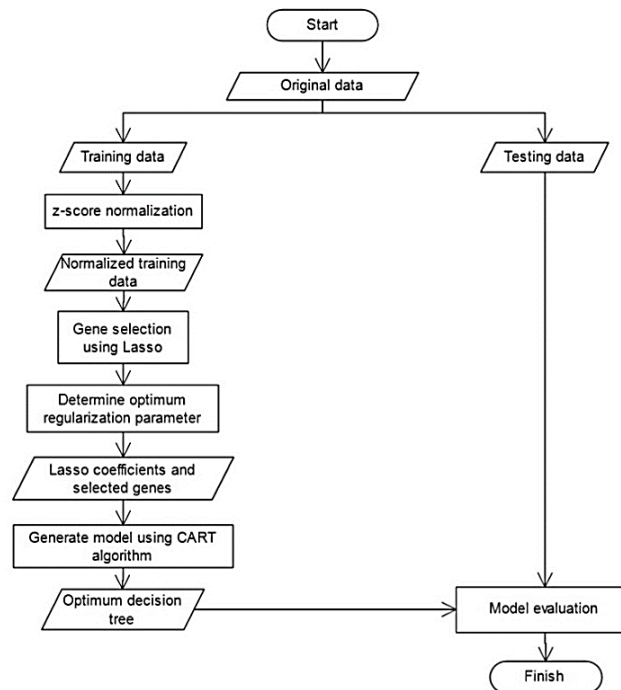 Start
Original data
Training data
Testing data
z-score normalization
Normalized training
data
Gene selection
using Lasso
Determine optimum
regularization parameter
Lasso coefficients and
selected genes
Generate model using CART
algorithm
Optimum decision
tree
Model evaluation
Finish